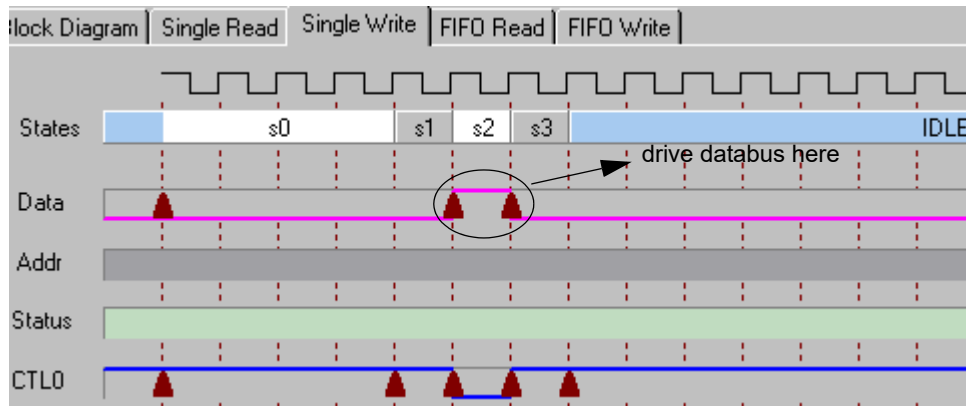 lock Diagram Single Read Single Write FIFO Read FIFO Write
States s0 s1 s2 s3 IDLE
drive databus here
Data
Addr
Status
CTL0